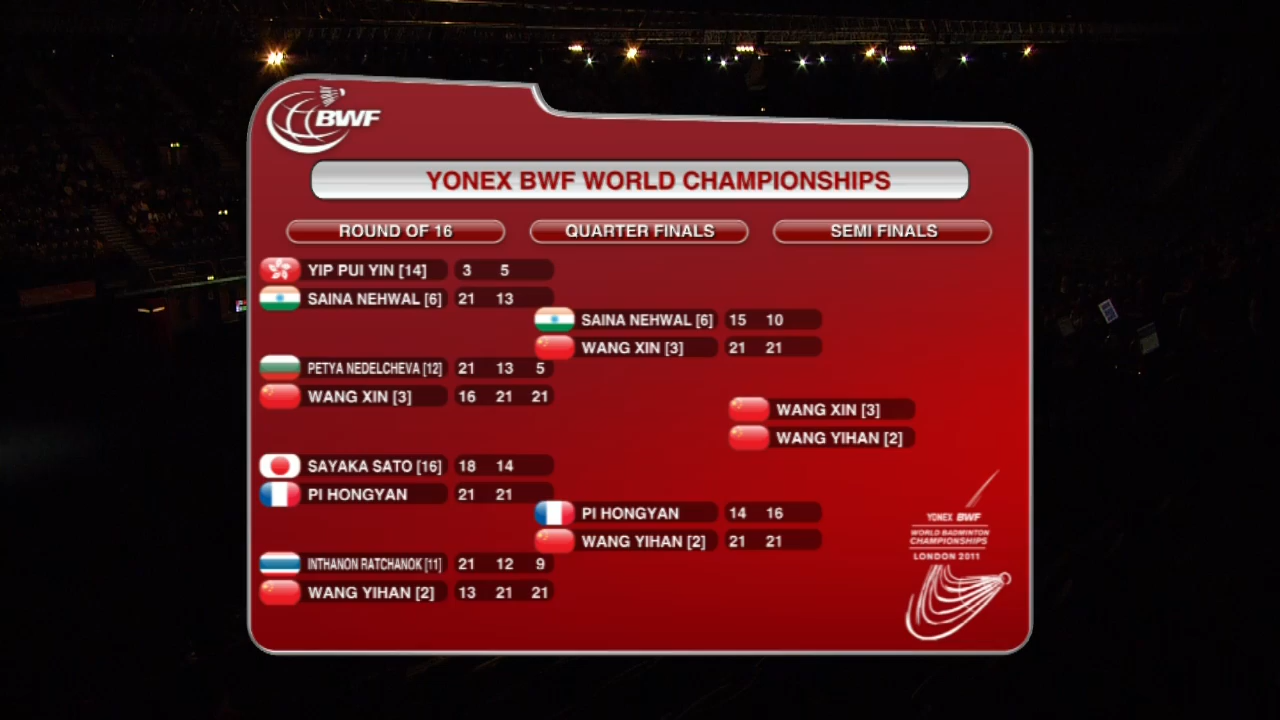 BWF
YONEX BWF WORLD CHAMPIONSHIPS
ROUND OF 16 QUARTER FINALS SEMI FINALS
YIP PUI YIN [14] 3 5
SAINA NEHWAL [6] 21 13
SAINA NEHWAL [6] 15 10
WANG XIN [3] 21 21
PETYA NEDELCHEVA [12] 21 13 5
WANG XIN [3] 16 21 21
WANG XIN [3]
WANG YIHAN [2]
SAYAKA SATO [16] 18 14
PI HONGYAN 21 21
PI HONGYAN 14 16
WANG YIHAN [2] 21 21
INTHANON RATCHANOK [11] 21 12 9
WANG YIHAN [2] 13 21 21
YONEX BWF
WORLD BADMINTON
CHAMPIONSHIPS
LONDON 2011